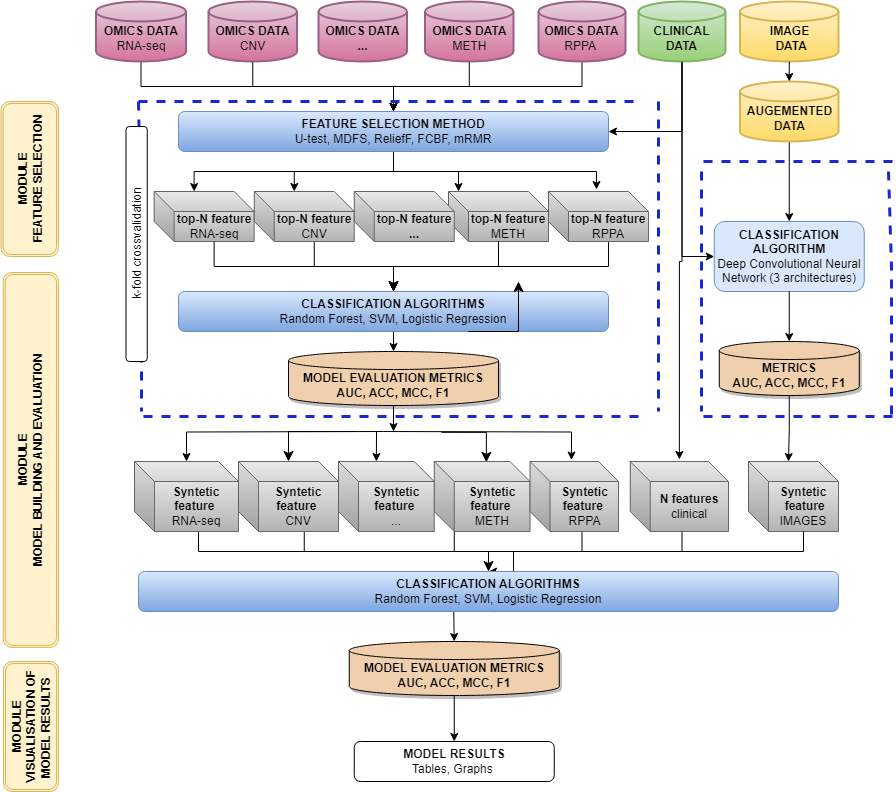 OMICS DATA
RNA-seq
OMICS DATA
CNV
OMICS DATA
...
OMICS DATA
METH
OMICS DATA
RPPA
CLINICAL
DATA
IMAGE
DATA
AUGEMENTED
DATA
MODULE
FEATURE SELECTION
k-fold crossvalidation
FEATURE SELECTION METHOD
U-test, MDFS, ReliefF, FCBF, mRMR
top-N feature
RNA-seq
top-N feature
CNV
top-N feature
...
top-N feature
METH
top-N feature
RPPA
CLASSIFICATION
ALGORITHM
Deep Convolutional Neural
Network (3 architectures)
MODULE
MODEL BUILDING AND EVALUATION
CLASSIFICATION ALGORITHMS
Random Forest, SVM, Logistic Regression
MODEL EVALUATION METRICS
AUC, ACC, MCC, F1
METRICS
AUC, ACC, MCC, F1
Syntetic
feature
RNA-seq
Syntetic
feature
CNV
Syntetic
feature
...
Syntetic
feature
METH
Syntetic
feature
RPPA
N features
clinical
Syntetic
feature
IMAGES
CLASSIFICATION ALGORITHMS
Random Forest, SVM, Logistic Regression
MODULE
VISUALISATION OF
MODEL RESULTS
MODEL EVALUATION METRICS
AUC, ACC, MCC, F1
MODEL RESULTS
Tables, Graphs